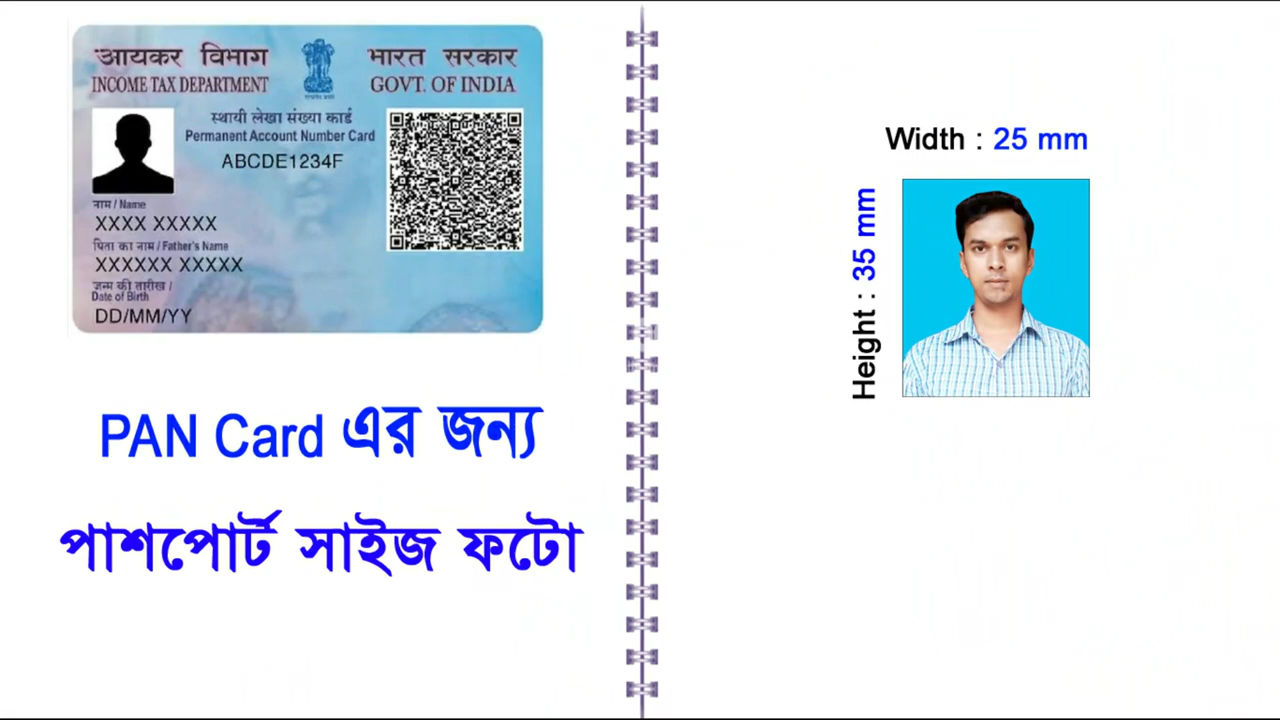 आयकर विभाग
INCOME TAX DEPARTMENT
भारत सरकार
GOVT. OF INDIA
स्थायी लेखा संख्या कार्ड
Permanent Account Number Card
ABCDE1234F
नाम / Name
XXXX XXXXX
पिता का नाम / Father's Name
XXXXXX XXXXX
जन्म की तारीख /
Date of Birth
DD/MM/YY
PAN Card এর জন্য
পাশপোর্ট সাইজ ফটো
Width : 25 mm
Height : 35 mm